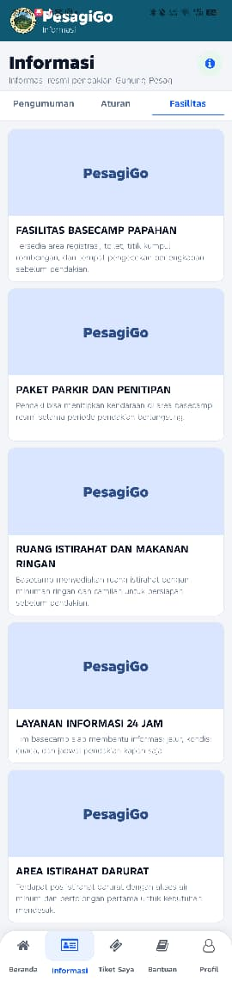 PesagiGo
Informasi
Informasi
Informasi resmi pendakian Gunung Pesagi
Pengumuman Aturan Fasilitas
PesagiGo
FASILITAS BASECAMP PAPAHAN
Tersedia area registrasi, toilet, titik kumpul
rombongan, dan tempat pengecekan perlengkapan
sebelum pendakian.
PesagiGo
PAKET PARKIR DAN PENITIPAN
Pendaki bisa menitipkan kendaraan di area basecamp
resmi selama periode pendakian berlangsung.
PesagiGo
RUANG ISTIRAHAT DAN MAKANAN
RINGAN
Basecamp menyediakan ruang istirahat dengan
minuman ringan dan camilan untuk persiapan
sebelum pendakian.
PesagiGo
LAYANAN INFORMASI 24 JAM
Tim basecamp siap membantu informasi jalur, kondisi
cuaca, dan jadwal pendakian kapan saja.
PesagiGo
AREA ISTIRAHAT DARURAT
Terdapat pos istirahat darurat dengan akses air
minum dan pertolongan pertama untuk kebutuhan
mendesak.
Beranda Informasi Tiket Saya Bantuan Profil